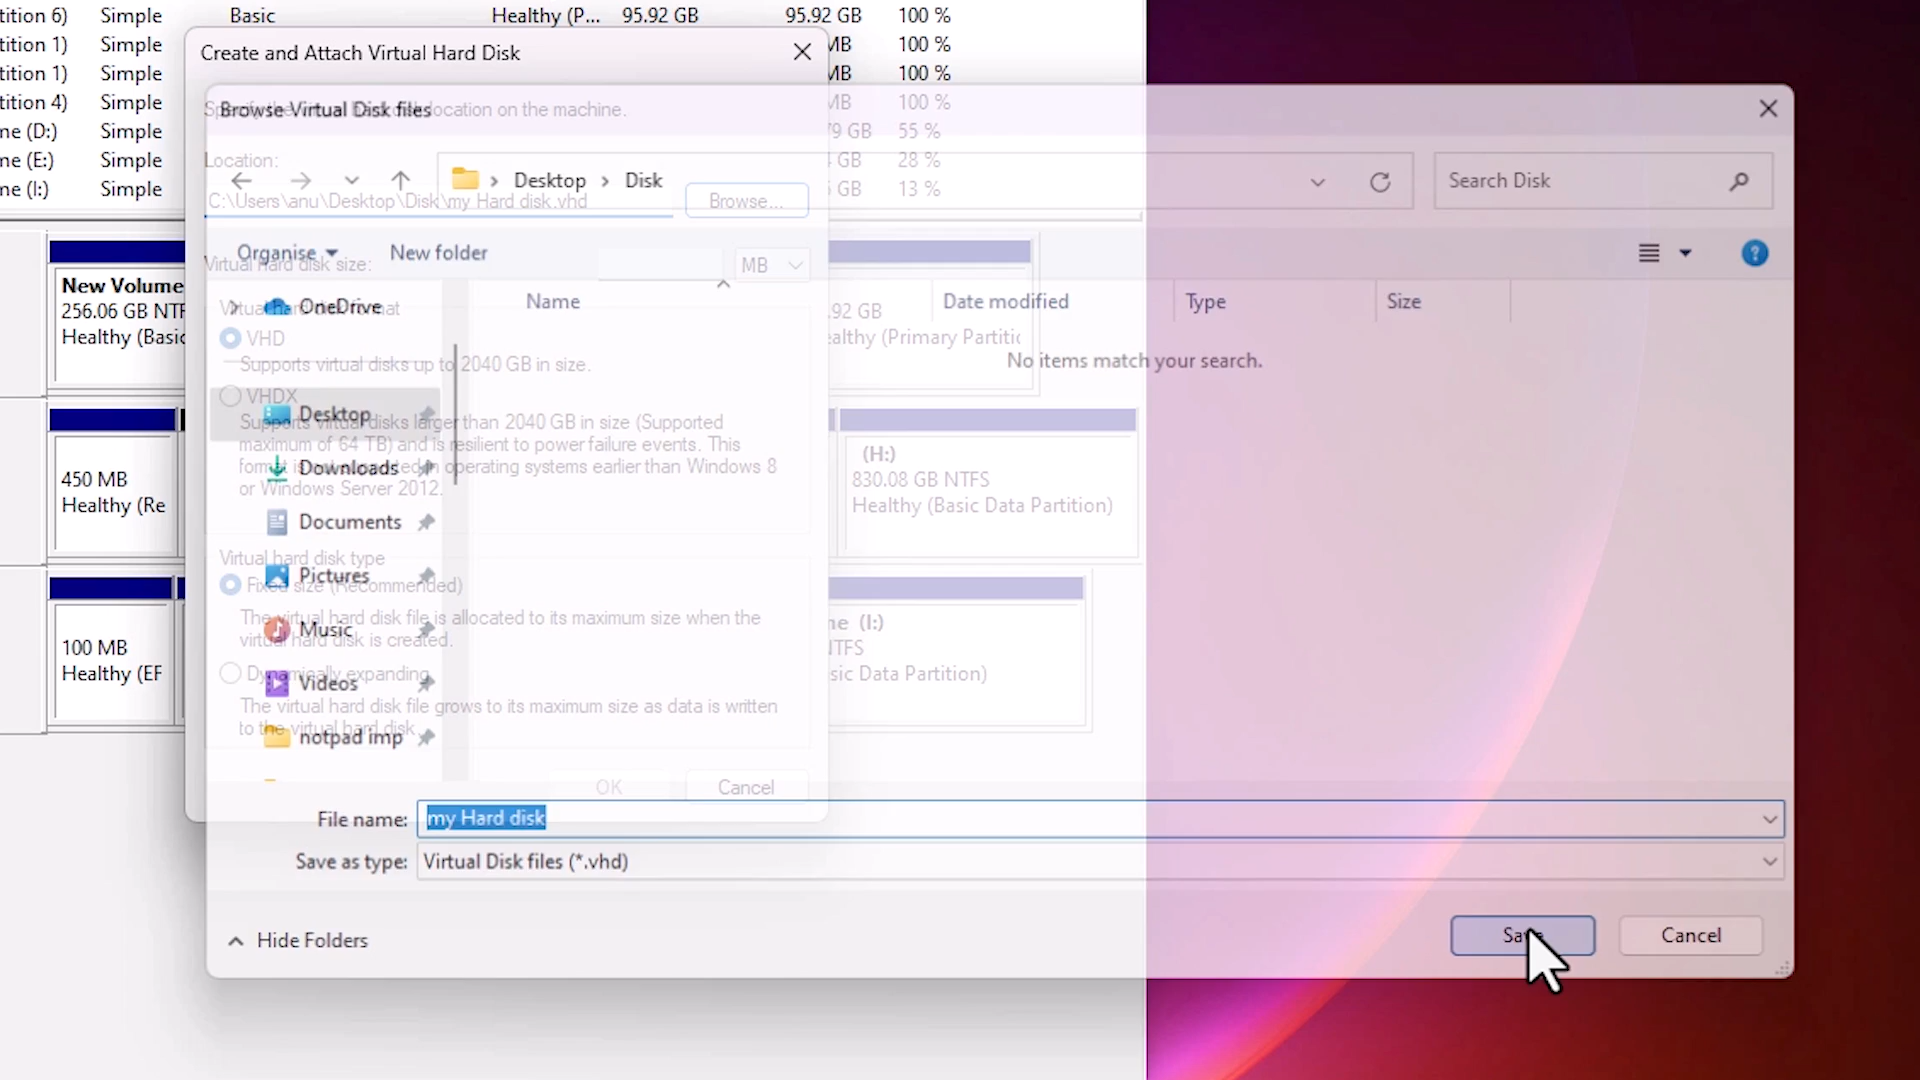 tition 6) Basic Healthy (P... 95.92 GB 95.92 GB 100 %
tition 1) Simple MB 100 %
tition 1) Simple MB 100 %
tition 4) Simple MB 100 %
me (D:) Simple 79 GB 55 %
me (E:) Simple GB 28 %
me (I:) Simple GB 13 %
Create and Attach Virtual Hard Disk
Browse Virtual Disk files
location on the machine.
Location:
Desktop > Disk
Search Disk
C:\Users\anu\Desktop\Disk\my Hard disk.vhd
Browse...
Organise New folder
Virtual hard disk size:
MB
Name Date modified Type Size
OneDrive
Virtual hard disk format
VHD
Supports virtual disks up to 2040 GB in size.
No items match your search.
VHDX
Desktop
Supports virtual disks larger than 2040 GB in size (Supported
maximum of 64 TB) and is resilient to power failure events. This
format is not supported in operating systems earlier than Windows 8
or Windows Server 2012.
Downloads
Documents
Virtual hard disk type
Pictures
Fixed size (Recommended)
The virtual hard disk file is allocated to its maximum size when the
virtual hard disk is created.
Music
Dynamically expanding
Videos
The virtual hard disk file grows to its maximum size as data is written
to the virtual hard disk.
notpad imp
OK Cancel
New Volume
256.06 GB NTF
Healthy (Basic
.92 GB
ealthy (Primary Partitic
450 MB
Healthy (Re
(H:)
830.08 GB NTFS
Healthy (Basic Data Partition)
100 MB
Healthy (EF
me (I:)
NTFS
sic Data Partition)
File name: my Hard disk
Save as type: Virtual Disk files (*.vhd)
Hide Folders
Save Cancel